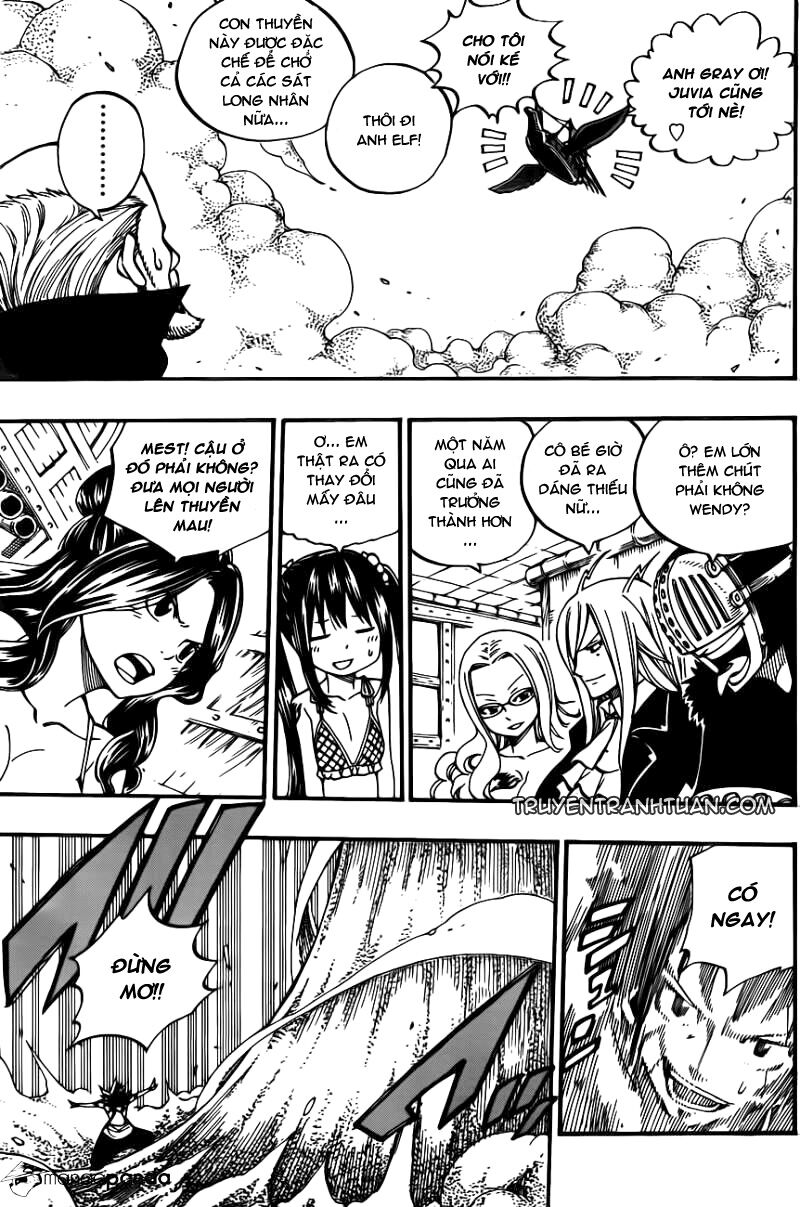 ANH GRAY ƠI!
JUVIA CŨNG
TỚI NÈ!
CHO TÔI
NÓI KÉ
VỚI!!
THÔI ĐI
ANH ELF!
CON THUYỀN
NÀY ĐƯỢC ĐẶC
CHẾ ĐỂ CHỞ
CẢ CÁC SÁT
LONG NHÂN
NỮA...
........
Ồ? EM LỚN
THÊM CHÚT
PHẢI KHÔNG
WENDY?
CÔ BÉ GIỜ
ĐÃ RA
DÁNG THIẾU
NỮ...
MỘT NĂM
QUA AI
CŨNG ĐÃ
TRƯỞNG
THÀNH HƠN
...
Ơ... EM
THẬT RA CÓ
THAY ĐỔI
MẤY ĐÂU
...
MEST! CẬU Ở
ĐÓ PHẢI KHÔNG?
ĐƯA MỌI NGƯỜI
LÊN THUYỀN
MAU!
TRUYENTRANHTUAN.COM
CÓ
NGAY!
ĐỪNG
MƠ!!
mangapanda